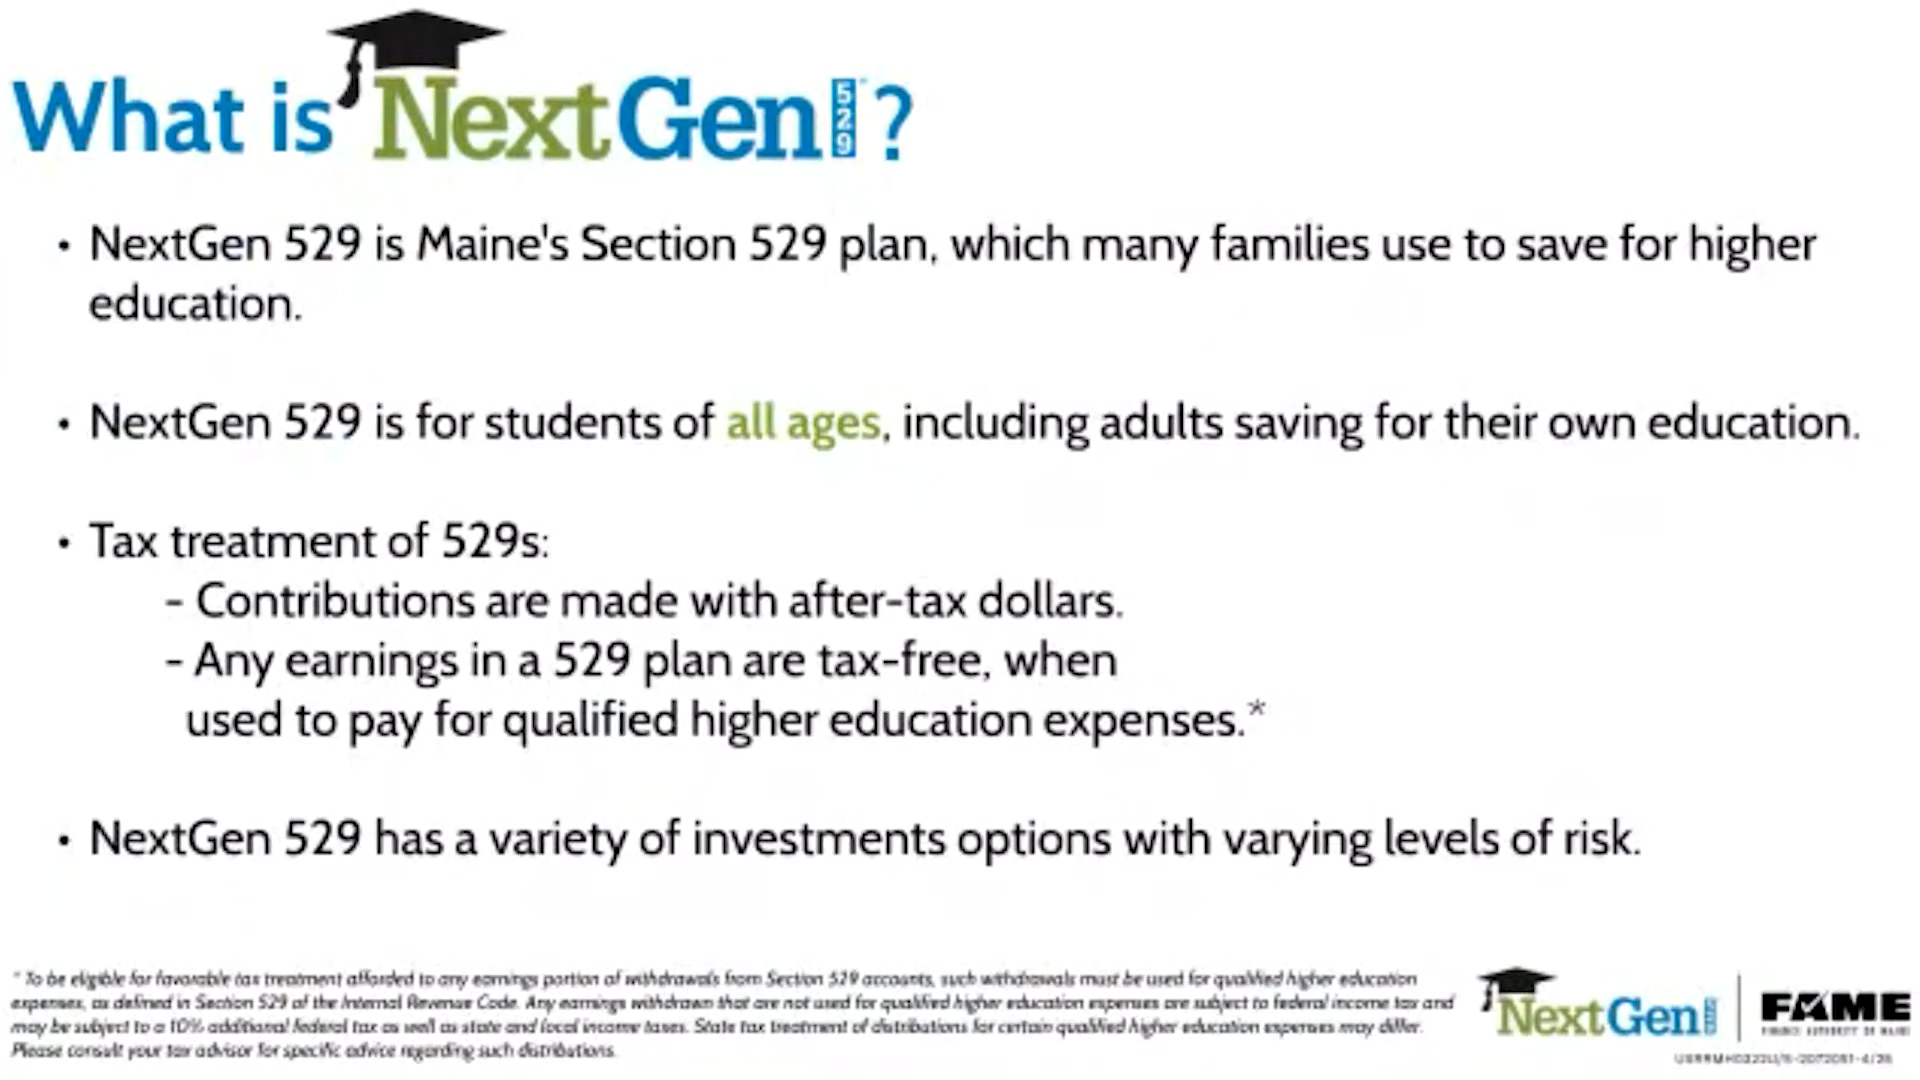 What is NextGen 529 ?
• NextGen 529 is Maine's Section 529 plan, which many families use to save for higher
education.
• NextGen 529 is for students of all ages, including adults saving for their own education.
• Tax treatment of 529s:
- Contributions are made with after-tax dollars.
- Any earnings in a 529 plan are tax-free, when
used to pay for qualified higher education expenses.*
• NextGen 529 has a variety of investments options with varying levels of risk.
* To be eligible for favorable tax treatment afforded to any earnings portion of withdrawals from Section 529 accounts, such withdrawals must be used for qualified higher education
expenses, as defined in Section 529 of the Internal Revenue Code. Any earnings withdrawn that are not used for qualified higher education expenses are subject to federal income tax and
may be subject to a 10% additional federal tax as well as state and local income taxes. State tax treatment of distributions for certain qualified higher education expenses may differ.
Please consult your tax advisor for specific advice regarding such distributions.
NextGen 529
FAME
FINANCE AUTHORITY OF MAINE